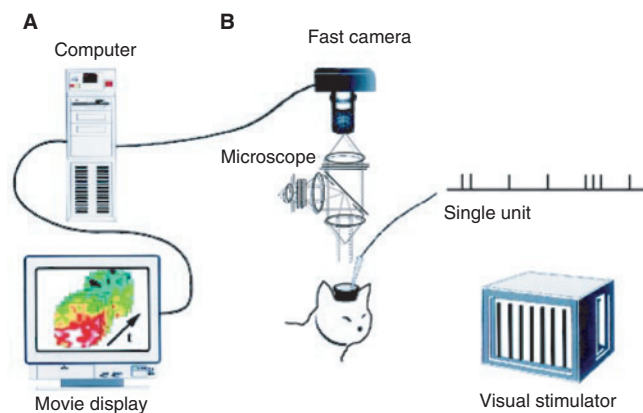 A
B
Computer
Fast camera
Microscope
Single unit
t
Movie display
Visual stimulator